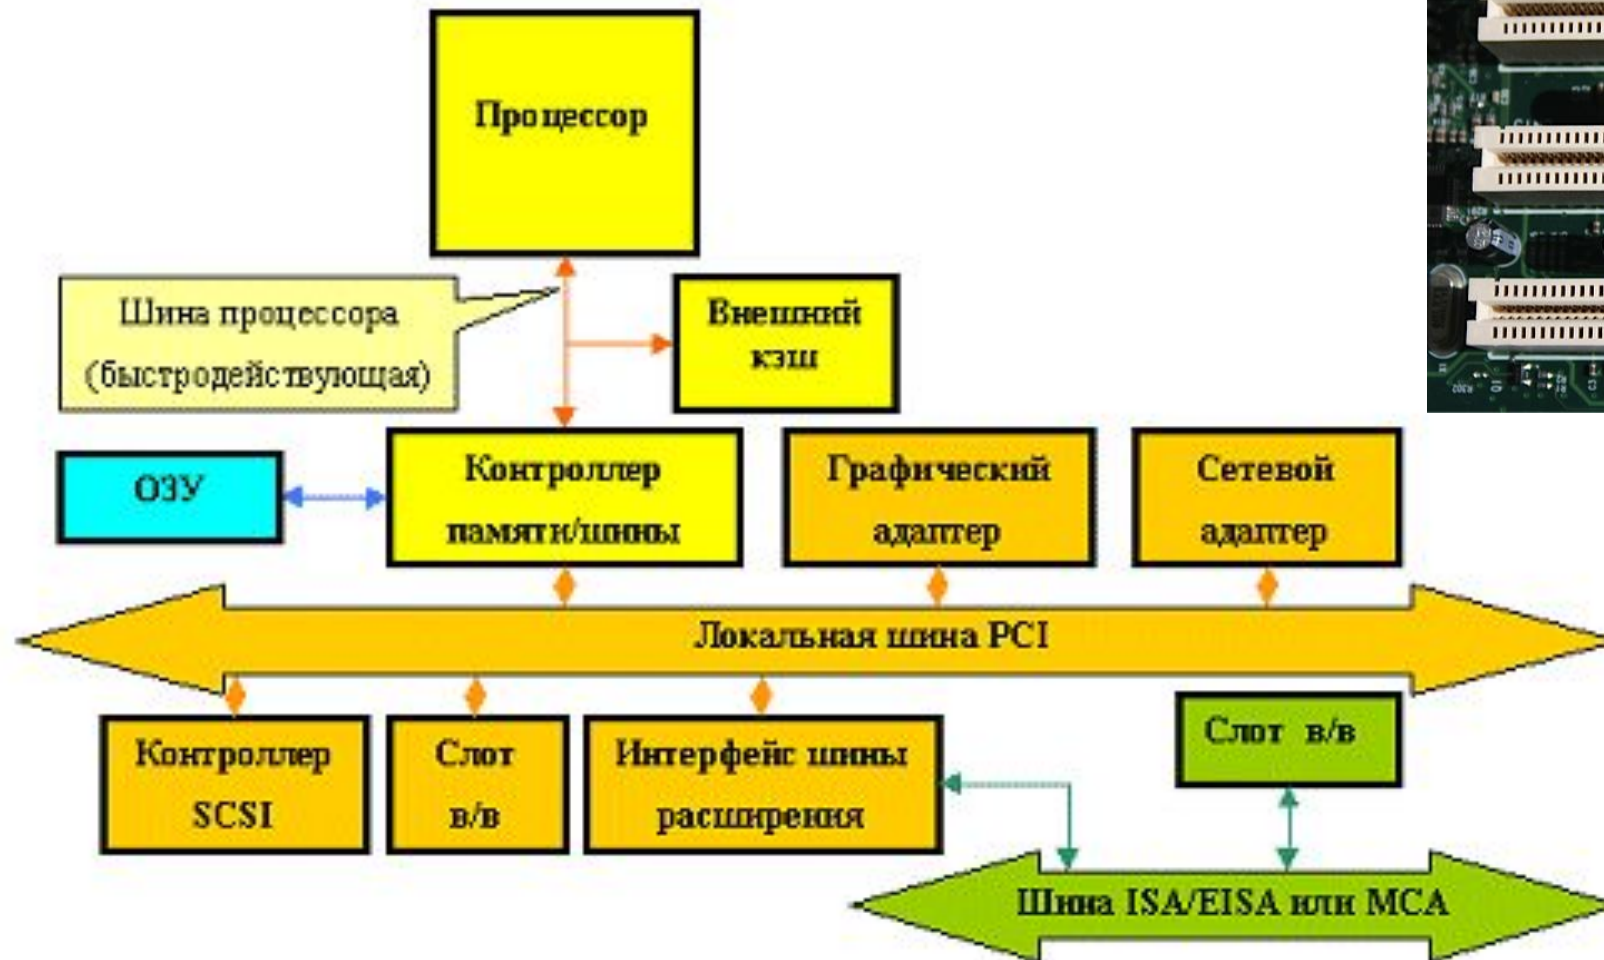 Процессор
Шина процессора
(быстродействующая)
Внешний
кэш
ОЗУ
Контроллер
памяти/шины
Графический
адаптер
Сетевой
адаптер
Локальная шина PCI
Контроллер
SCSI
Слот
в/в
Интерфейс шины
расширения
Слот в/в
Шина ISA/EISA или MCA